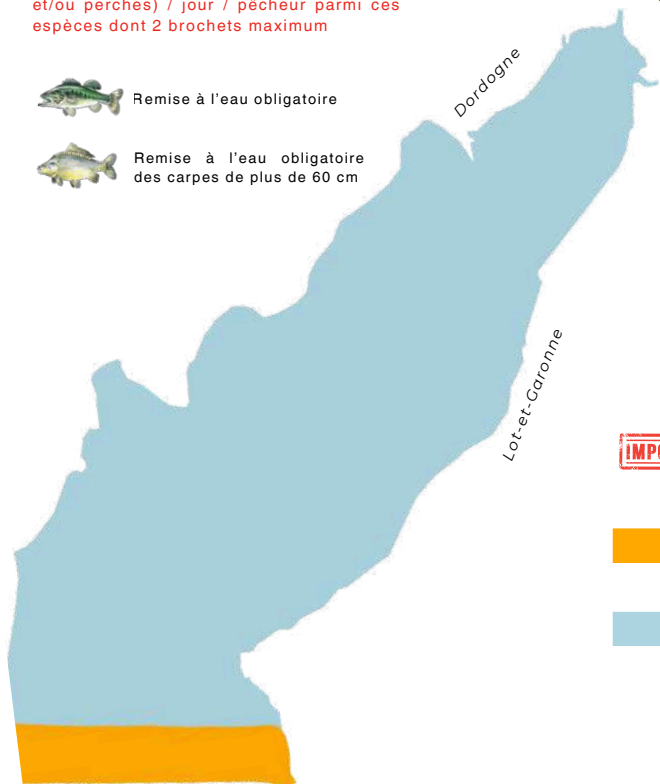 et/ou perches) / jour / pêcheur parmi ces
espèces dont 2 brochets maximum
Dordogne
Remise à l'eau obligatoire
Remise à l'eau obligatoire
des carpes de plus de 60 cm
Lot-et-Garonne